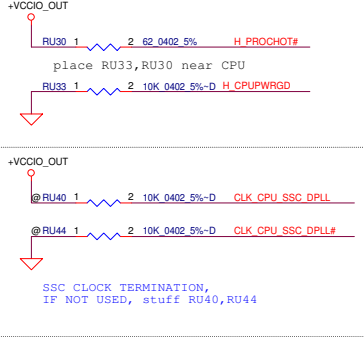 +VCCIO_OUT
RU30 1 2 62_0402_5% H_PROCHOT#
place RU33,RU30 near CPU
RU33 1 2 10K_0402_5%~D H_CPUPWRGD
+VCCIO_OUT
@ RU40 1 2 10K_0402_5%~D CLK_CPU_SSC_DPLL
@ RU44 1 2 10K_0402_5%~D CLK_CPU_SSC_DPLL#
SSC CLOCK TERMINATION,
IF NOT USED, stuff RU40,RU44